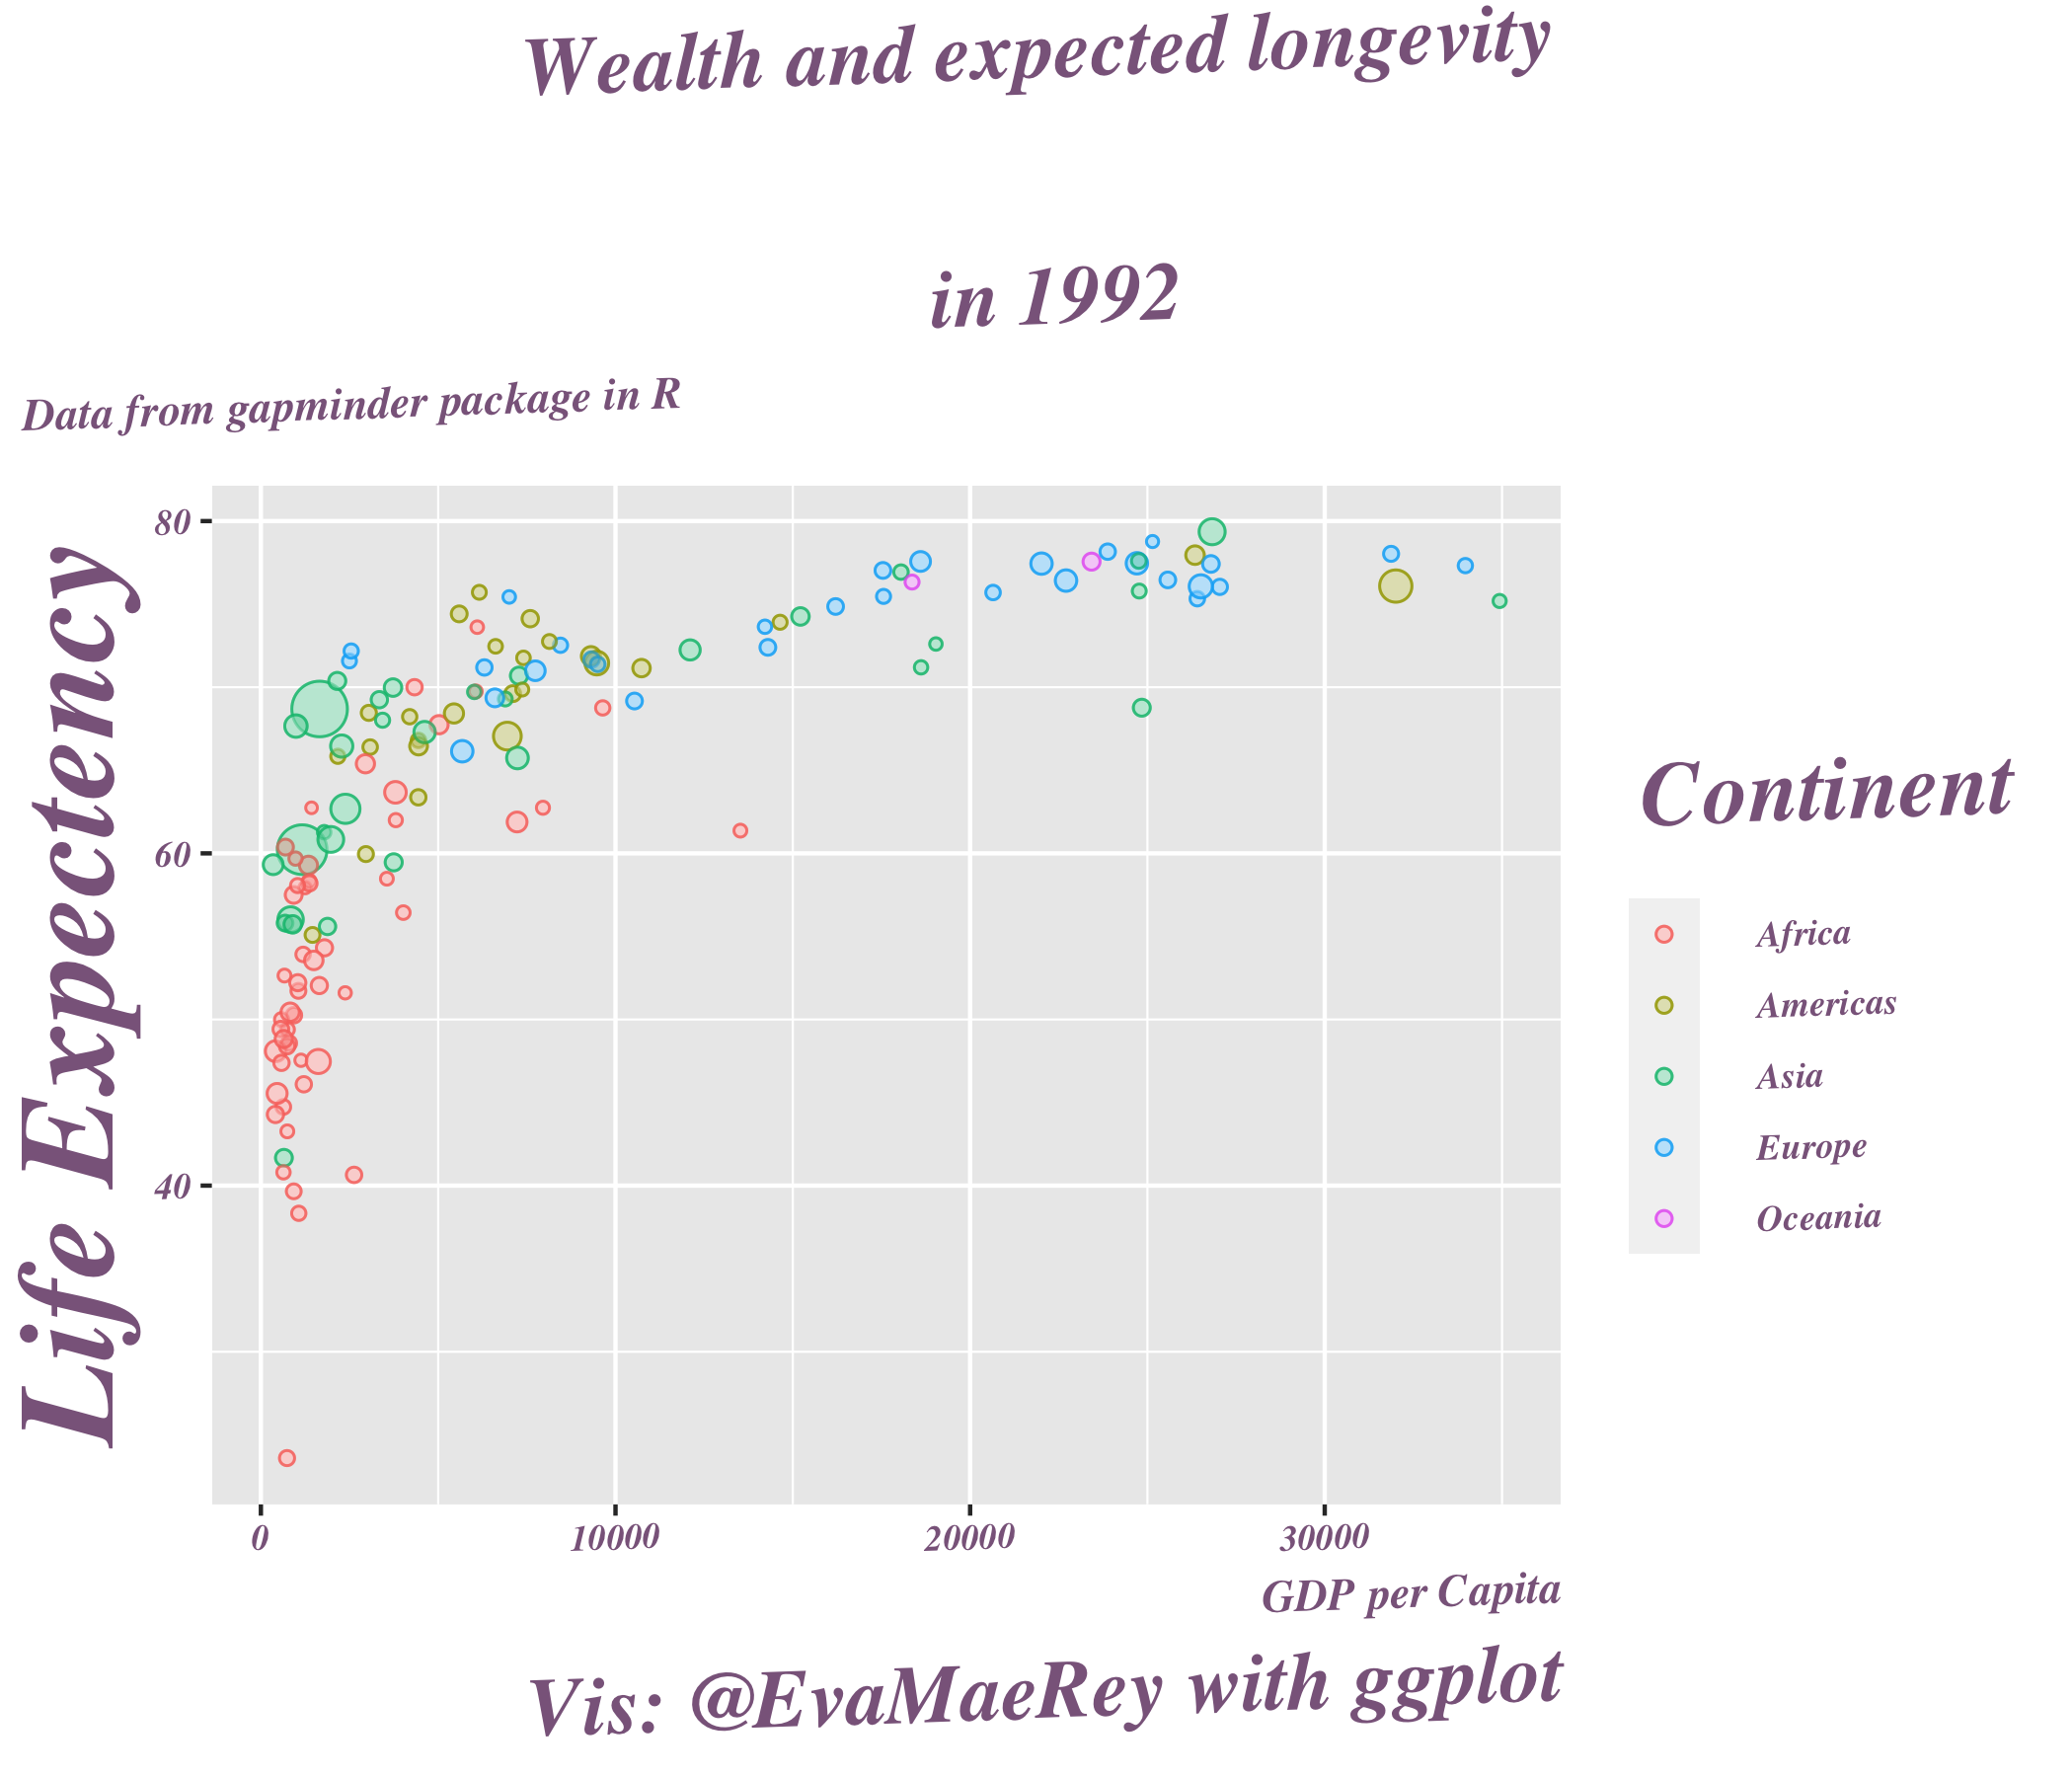 Wealth and expected longevity
in 1992
Data from gapminder package in R
Life Expectency
80
60
40
0 10000 20000 30000
GDP per Capita
Continent
Africa
Americas
Asia
Europe
Oceania
Vis: @EvaMaeRey with ggplot